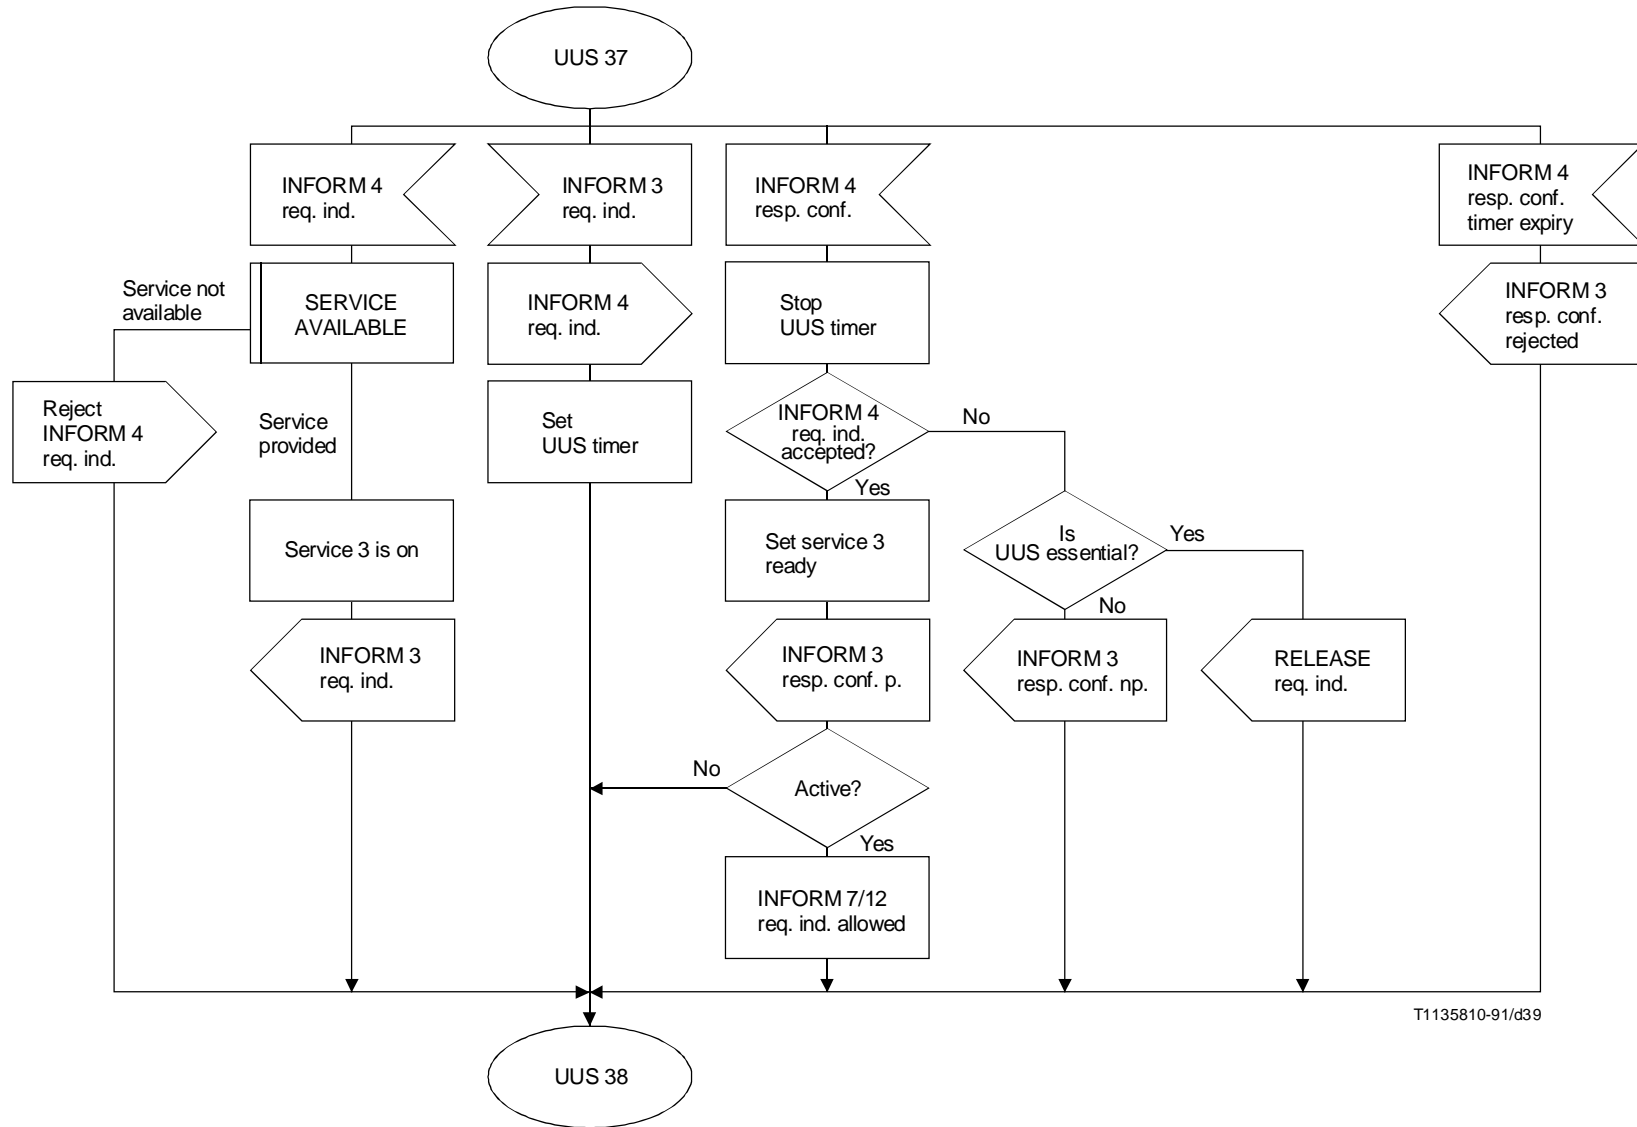 UUS 37
INFORM 4
req. ind.
INFORM 3
req. ind.
INFORM 4
resp. conf.
INFORM 4
resp. conf.
timer expiry
Service not
available
SERVICE
AVAILABLE
INFORM 4
req. ind.
Stop
UUS timer
INFORM 3
resp. conf.
rejected
Reject
INFORM 4
req. ind.
Service
provided
Set
UUS timer
INFORM 4
req. ind.
accepted?
No
Yes
Service 3 is on
Set service 3
ready
Is
UUS essential?
Yes
No
INFORM 3
req. ind.
INFORM 3
resp. conf. p.
INFORM 3
resp. conf. np.
RELEASE
req. ind.
No
Active?
Yes
INFORM 7/12
req. ind. allowed
T1135810-91/d39
UUS 38